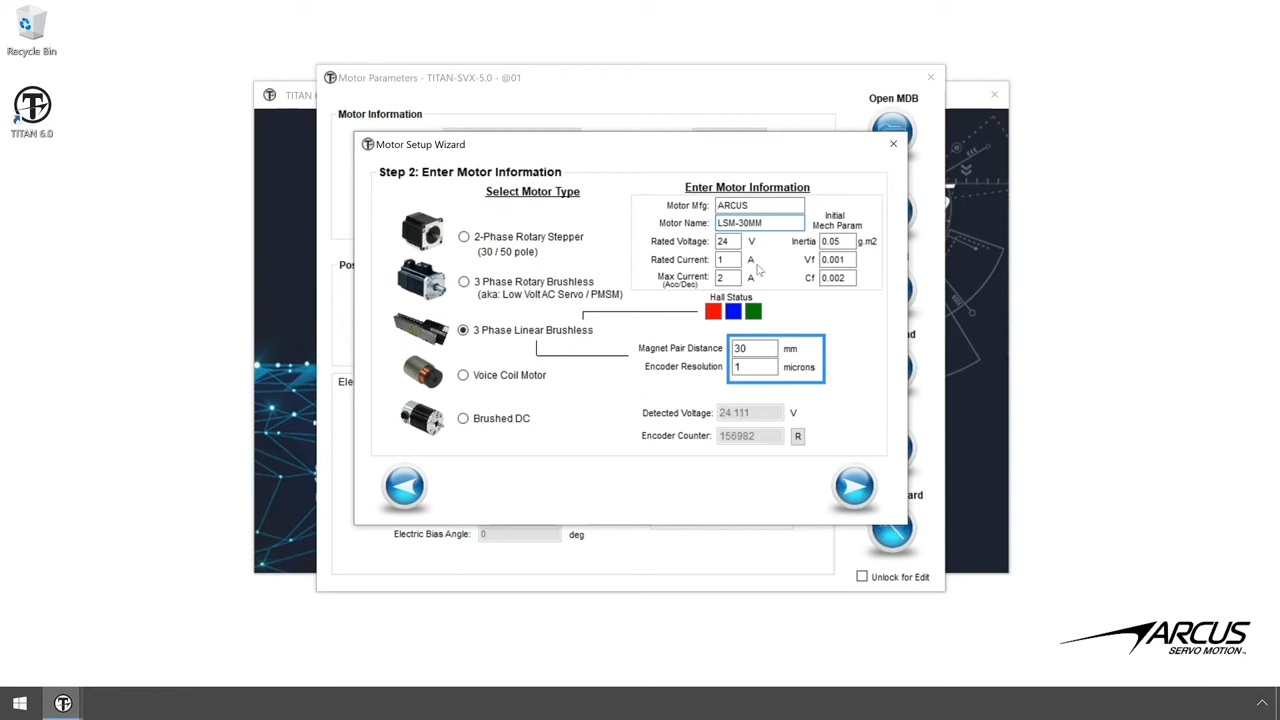 Recycle Bin
TITAN 6.0
TITAN
Motor Parameters - TITAN-SVX-5.0 - @01
Motor Information
Open MDB
Motor Setup Wizard
Step 2: Enter Motor Information
Select Motor Type
2-Phase Rotary Stepper
(30 / 50 pole)
3 Phase Rotary Brushless
(aka: Low Volt AC Servo / PMSM)
3 Phase Linear Brushless
Voice Coil Motor
Brushed DC
Enter Motor Information
Motor Mfg: ARCUS
Motor Name: LSM-30MM
Rated Voltage: 24 V
Rated Current: 1 A
Max Current: 2 A
(Acc/Dec)
Initial
Mech Param
Inertia 0.05 g.m2
Vf 0.001
Cf 0.002
Hall Status
Magnet Pair Distance 30 mm
Encoder Resolution 1 microns
Detected Voltage: 24.111 V
Encoder Counter: 156982 R
Electric Bias Angle: 0 deg
Unlock for Edit
ARCUS
SERVO MOTION